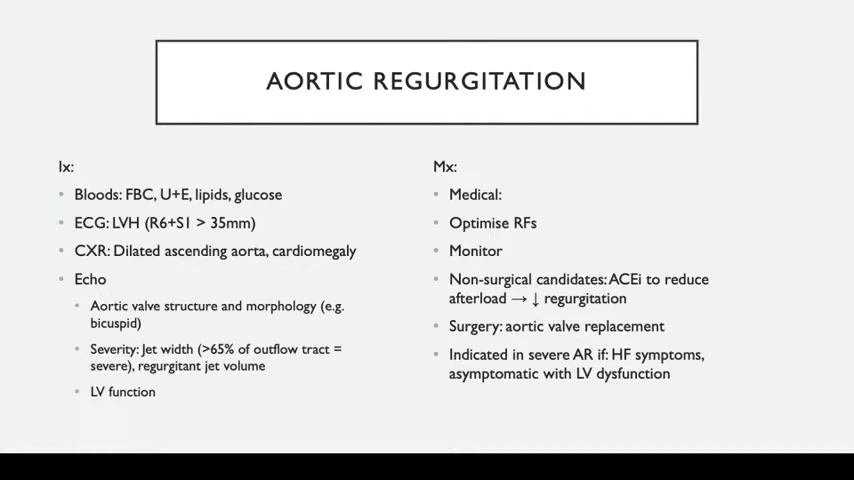 AORTIC REGURGITATION
Ix:
• Bloods: FBC, U+E, lipids, glucose
• ECG: LVH (R6+S1 > 35mm)
• CXR: Dilated ascending aorta, cardiomegaly
• Echo
• Aortic valve structure and morphology (e.g.
bicuspid)
• Severity: Jet width (>65% of outflow tract =
severe), regurgitant jet volume
• LV function
Mx:
• Medical:
• Optimise RFs
• Monitor
• Non-surgical candidates: ACEi to reduce
afterload → ↓ regurgitation
• Surgery: aortic valve replacement
• Indicated in severe AR if: HF symptoms,
asymptomatic with LV dysfunction